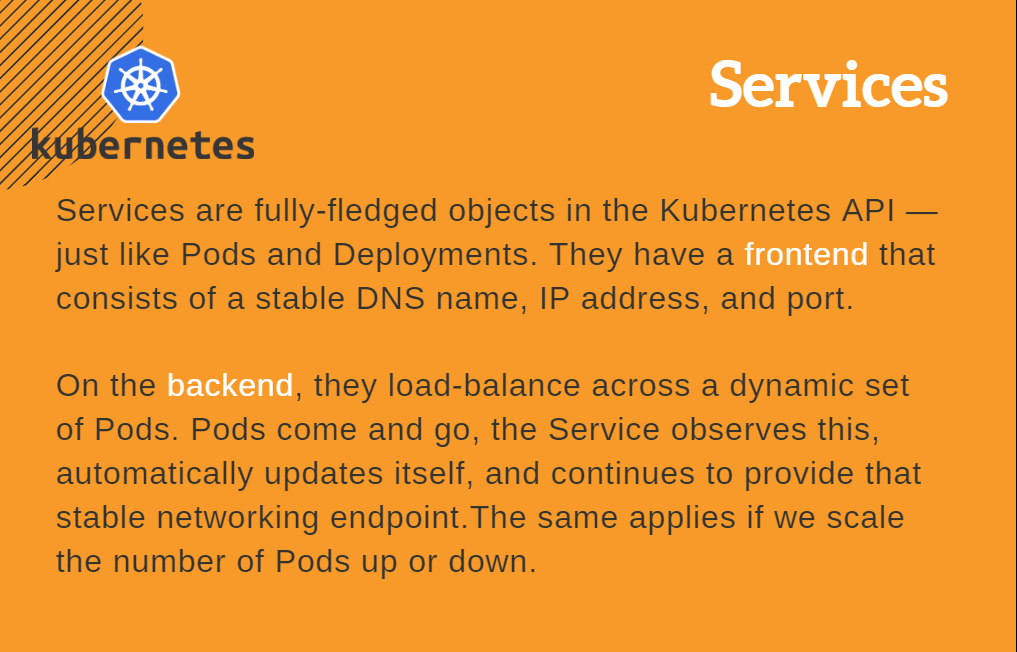 Services
kubernetes
Services are fully-fledged objects in the Kubernetes API —
just like Pods and Deployments. They have a frontend that
consists of a stable DNS name, IP address, and port.
On the backend, they load-balance across a dynamic set
of Pods. Pods come and go, the Service observes this,
automatically updates itself, and continues to provide that
stable networking endpoint.The same applies if we scale
the number of Pods up or down.